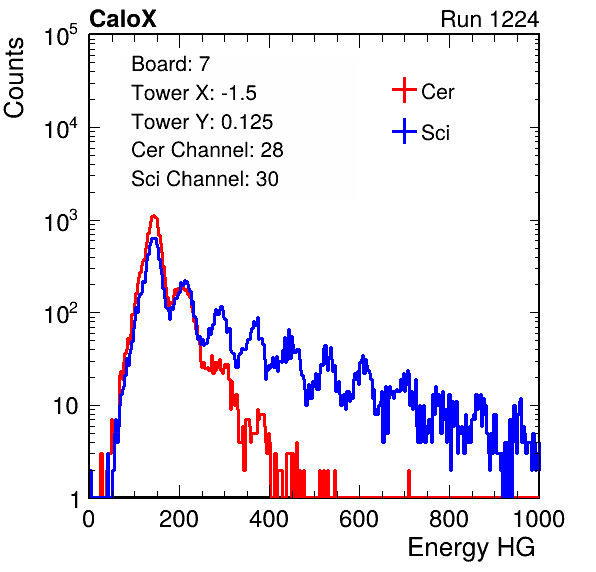 CaloX Run 1224
Counts
10^5
10^4
10^3
10^2
10
1
Board: 7
Tower X: -1.5
Tower Y: 0.125
Cer Channel: 28
Sci Channel: 30
Cer
Sci
0 200 400 600 800 1000
Energy HG